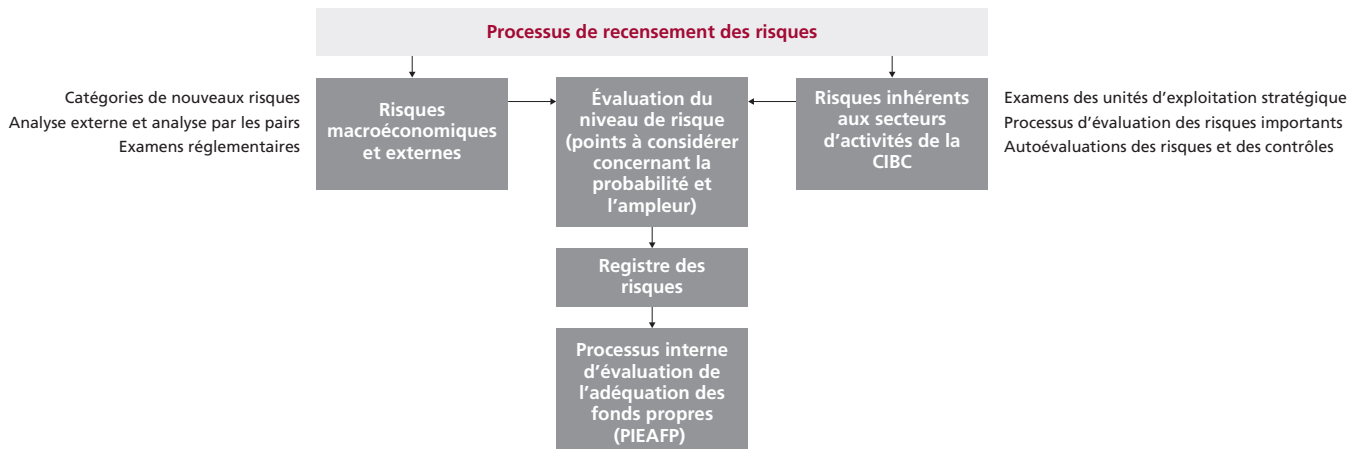 Processus de recensement des risques
Catégories de nouveaux risques
Analyse externe et analyse par les pairs
Examens réglementaires
Risques
macroéconomiques
et externes
Évaluation du
niveau de risque
(points à considérer
concernant la
probabilité et
l'ampleur)
Risques inhérents
aux secteurs
d'activités de la
CIBC
Examens des unités d'exploitation stratégique
Processus d'évaluation des risques importants
Autoévaluations des risques et des contrôles
Registre des
risques
Processus interne
d'évaluation de
l'adéquation des
fonds propres
(PIEAFP)